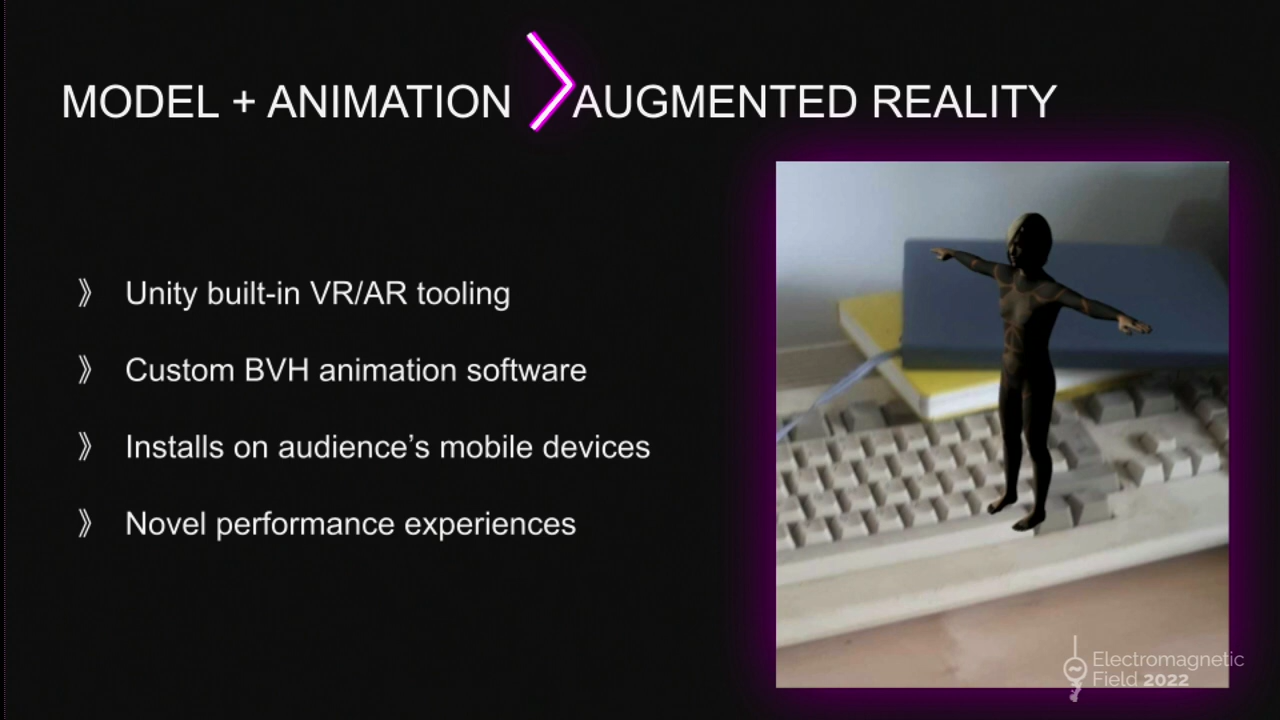 MODEL + ANIMATION AUGMENTED REALITY
》 Unity built-in VR/AR tooling
》 Custom BVH animation software
》 Installs on audience’s mobile devices
》 Novel performance experiences
Electromagnetic
Field 2022